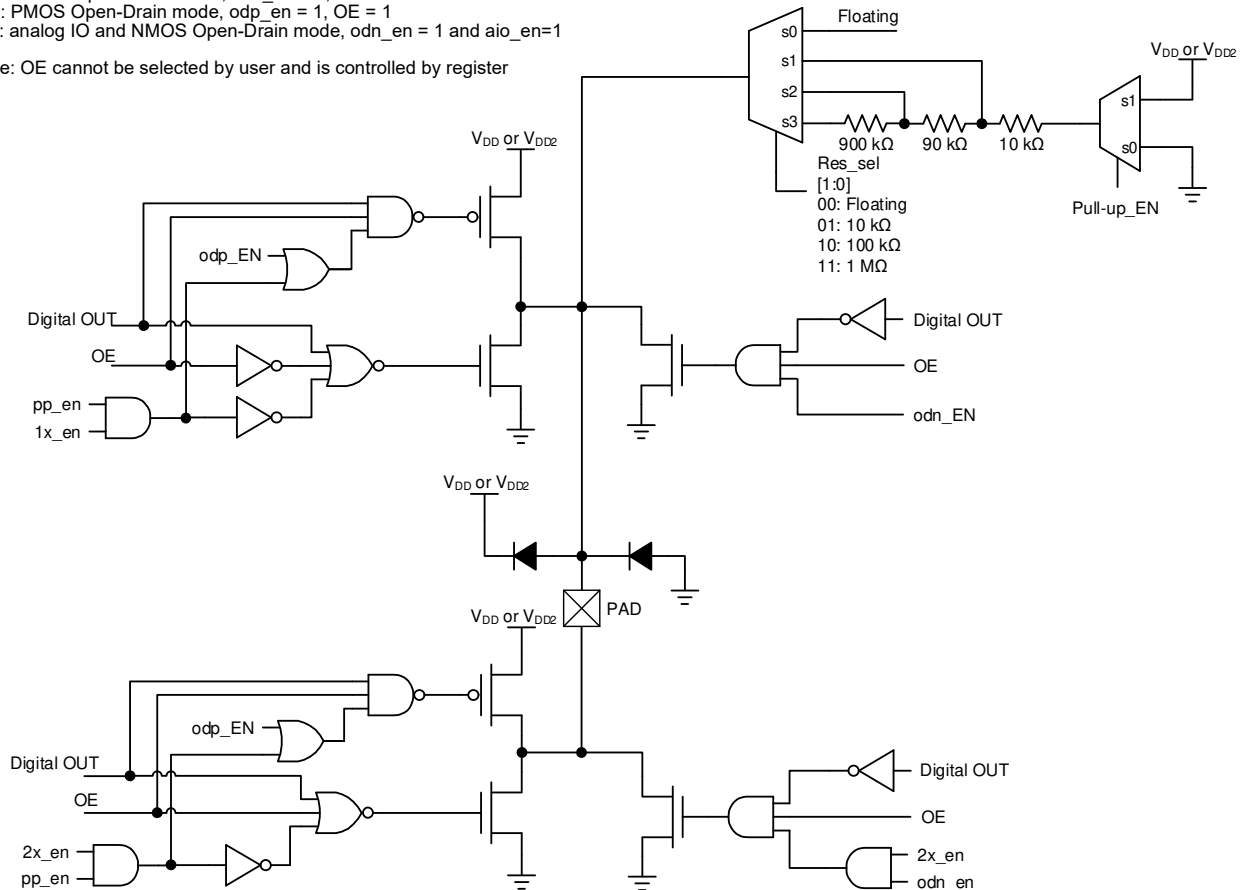 : PMOS Open-Drain mode, odp_en = 1, OE = 1
: analog IO and NMOS Open-Drain mode, odn_en = 1 and aio_en=1
e: OE cannot be selected by user and is controlled by register
Floating
s0
s1
s2
s3
900 kΩ
90 kΩ
10 kΩ
VDD or VDD2
s1
s0
Pull-up_EN
Res_sel
[1:0]
00: Floating
01: 10 kΩ
10: 100 kΩ
11: 1 MΩ
VDD or VDD2
odp_EN
Digital OUT
OE
pp_en
1x_en
Digital OUT
OE
odn_EN
VDD or VDD2
PAD
VDD or VDD2
odp_EN
Digital OUT
OE
2x_en
pp_en
Digital OUT
OE
2x_en
odn_en